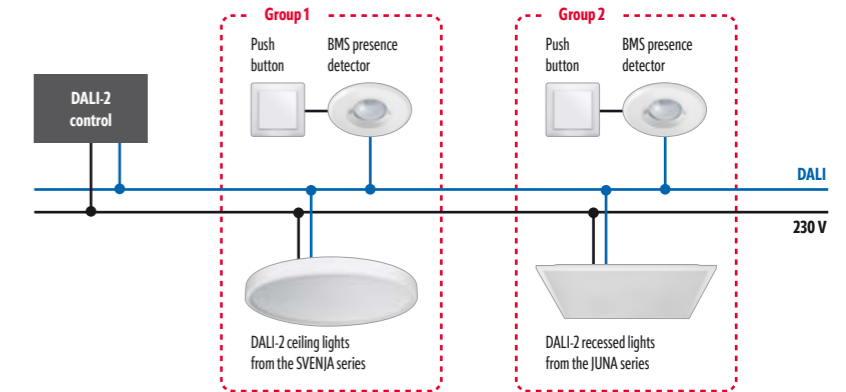 Group 1
Push
button
BMS presence
detector
Group 2
Push
button
BMS presence
detector
DALI-2
control
DALI
230 V
DALI-2 ceiling lights
from the SVENJA series
DALI-2 recessed lights
from the JUNA series